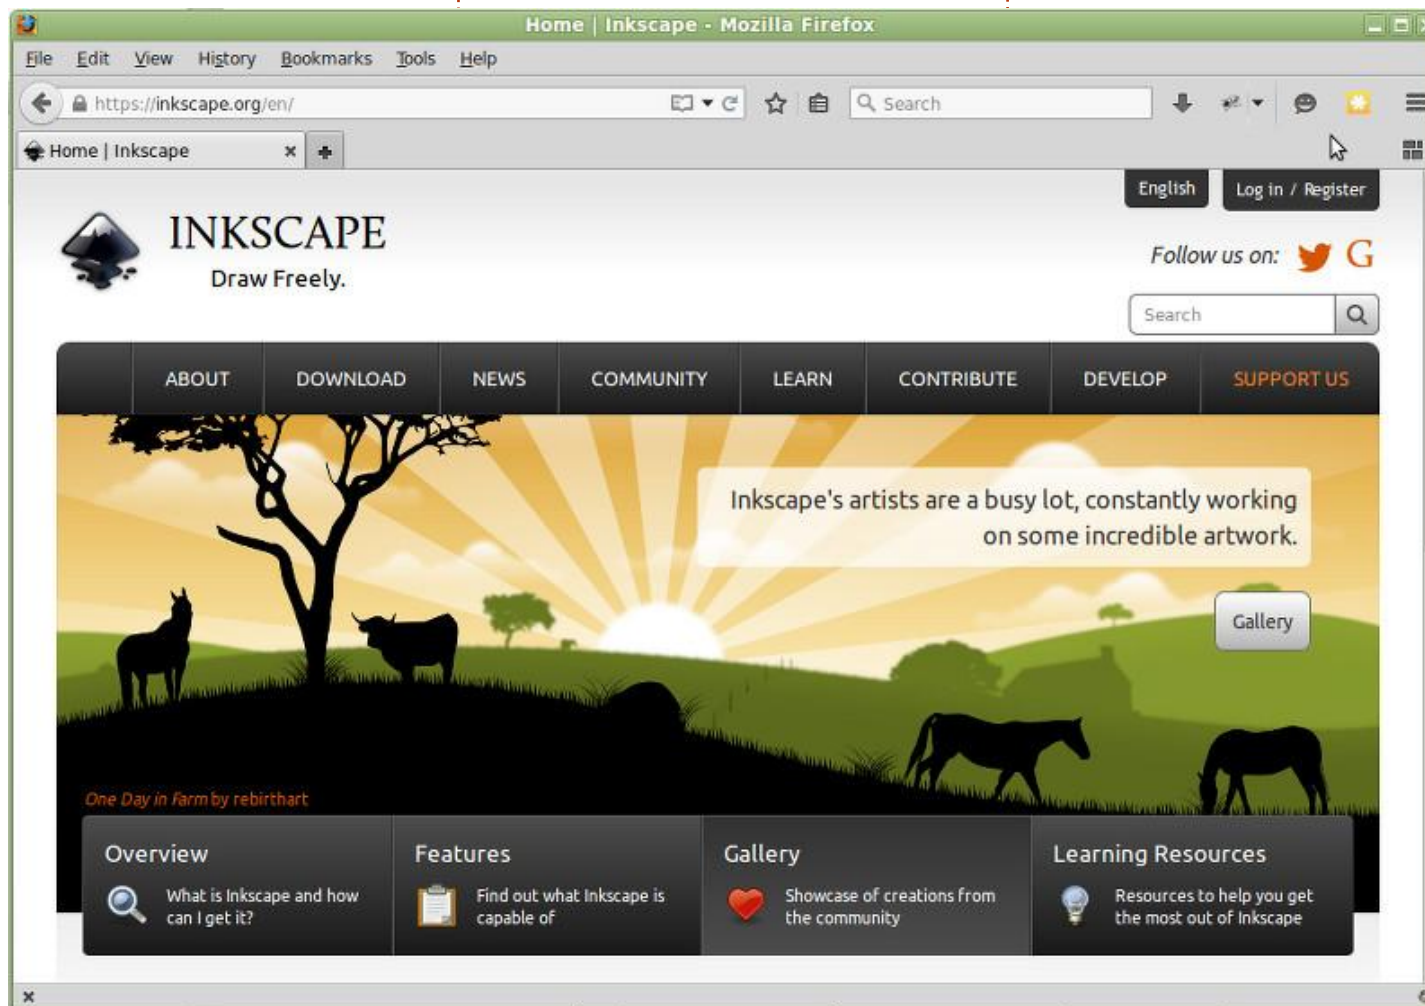 Home | Inkscape - Mozilla Firefox
File Edit View History Bookmarks Tools Help
https://inkscape.org/en/
Search
Home | Inkscape
English
Log in / Register
INKSCAPE
Draw Freely.
Follow us on:
G
Search
ABOUT
DOWNLOAD
NEWS
COMMUNITY
LEARN
CONTRIBUTE
DEVELOP
SUPPORT US
Inkscape's artists are a busy lot, constantly working
on some incredible artwork.
Gallery
One Day in Farm by rebirthart
Overview
What is Inkscape and how
can I get it?
Features
Find out what Inkscape is
capable of
Gallery
Showcase of creations from
the community
Learning Resources
Resources to help you get
the most out of Inkscape